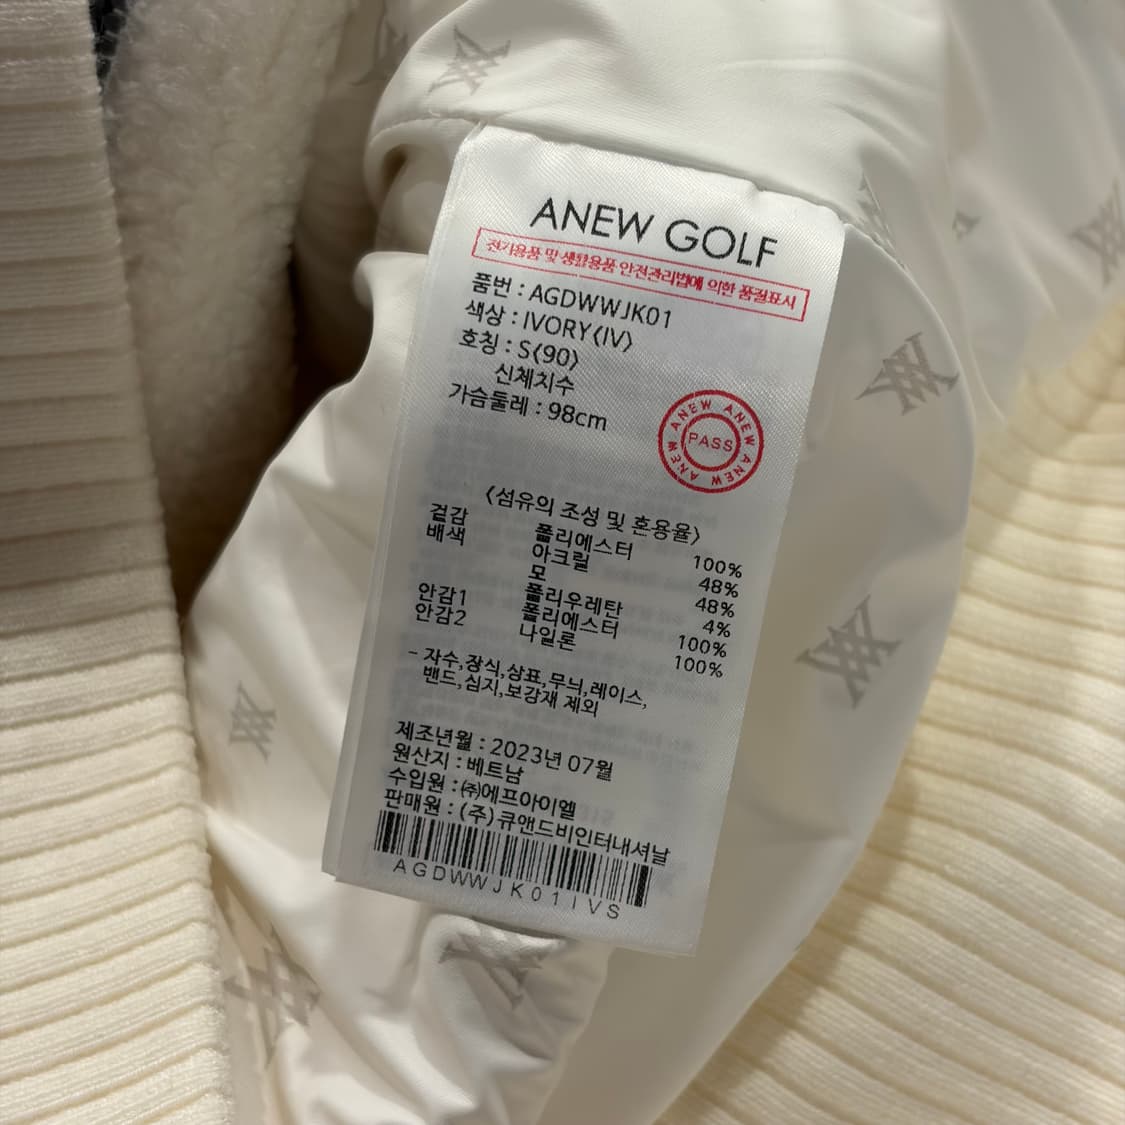 ANEW GOLF
전기용품 및 생활용품 안전관리법에 의한 품질표시
품번 : AGDWWJK01
색상 : IVORY(IV)
호칭 : S(90)
신체치수
가슴둘레 : 98cm
ANEW ANEW ANEW ANEW
PASS
〈섬유의 조성 및 혼용율〉
겉감 폴리에스터 100%
배색 아크릴 48%
모 48%
폴리우레탄 4%
안감1 폴리에스터 100%
안감2 나일론 100%
- 자수,장식,상표,무늬,레이스,
밴드,심지,보강재 제외
제조년월 : 2023년 07월
원산지 : 베트남
수입원 : ㈜에프아이엘
판매원 : (주)큐앤드비인터내셔날
AGDWWJK01IVS